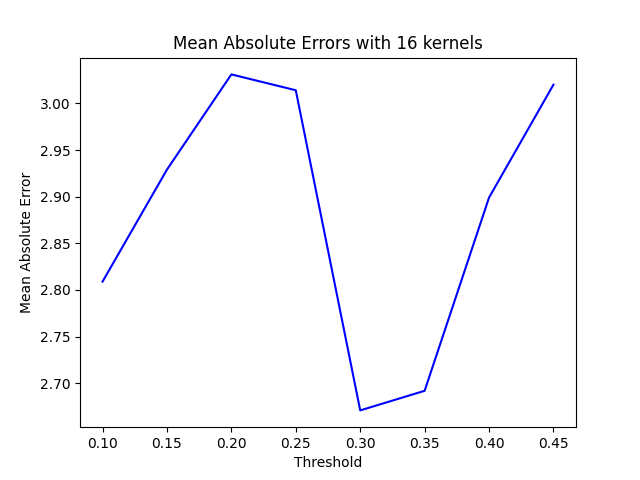 Mean Absolute Errors with 16 kernels
Mean Absolute Error
3.00
2.95
2.90
2.85
2.80
2.75
2.70
0.10 0.15 0.20 0.25 0.30 0.35 0.40 0.45
Threshold